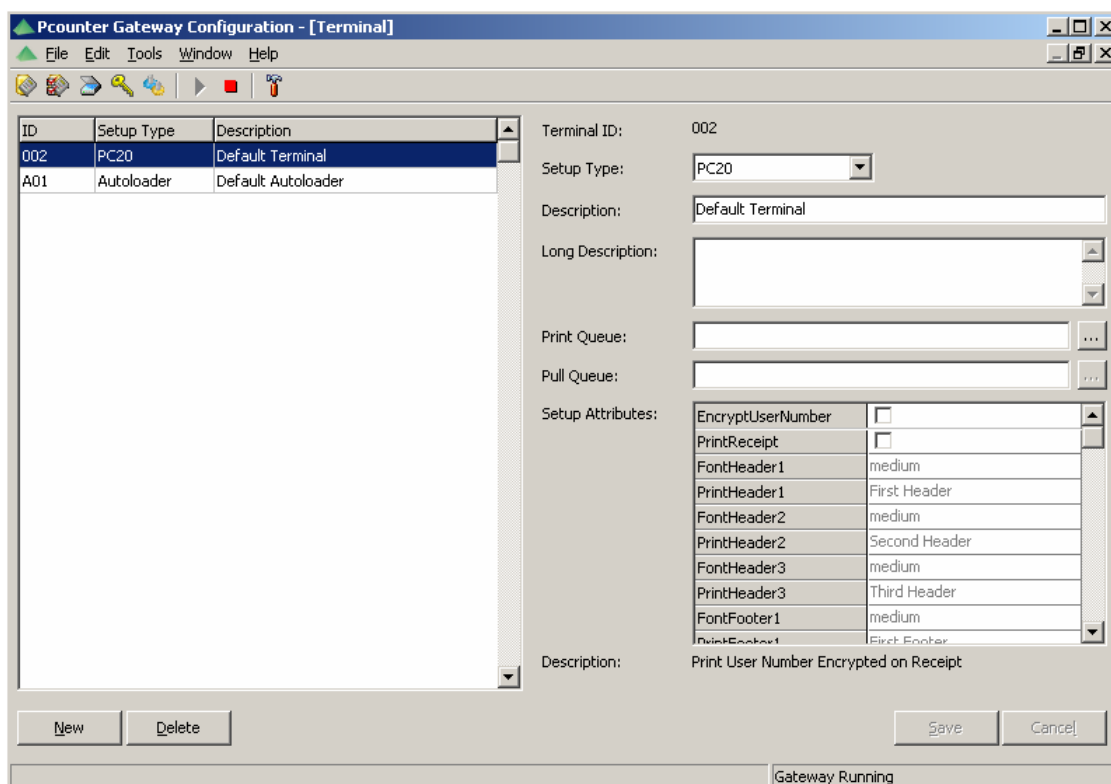 Pcounter Gateway Configuration - [Terminal]
File Edit Tools Window Help
ID Setup Type Description
002 PC20 Default Terminal
A01 Autoloader Default Autoloader
Terminal ID: 002
Setup Type: PC20
Description: Default Terminal
Long Description:
Print Queue: ...
Pull Queue: ...
Setup Attributes:
EncryptUserNumber
PrintReceipt
FontHeader1 medium
PrintHeader1 First Header
FontHeader2 medium
PrintHeader2 Second Header
FontHeader3 medium
PrintHeader3 Third Header
FontFooter1 medium
PrintFooter1 First Footer
Description: Print User Number Encrypted on Receipt
New Delete Save Cancel
Gateway Running